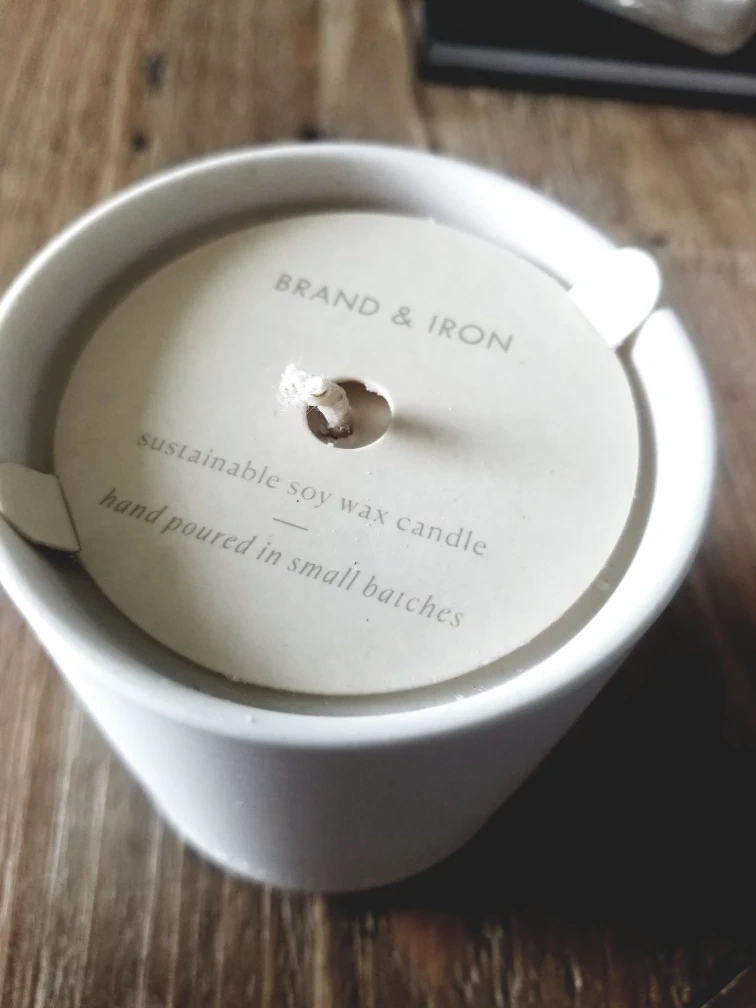 BRAND & IRON
sustainable soy wax candle
hand poured in small batches